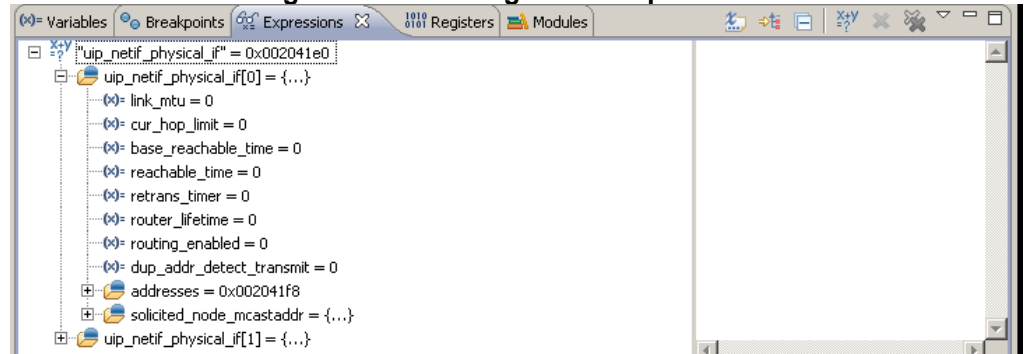 (x)= Variables Breakpoints Expressions Registers Modules
"uip_netif_physical_if" = 0x002041e0
uip_netif_physical_if[0] = {...}
(x)= link_mtu = 0
(x)= cur_hop_limit = 0
(x)= base_reachable_time = 0
(x)= reachable_time = 0
(x)= retrans_timer = 0
(x)= router_lifetime = 0
(x)= routing_enabled = 0
(x)= dup_addr_detect_transmit = 0
addresses = 0x002041f8
solicited_node_mcastaddr = {...}
uip_netif_physical_if[1] = {...}